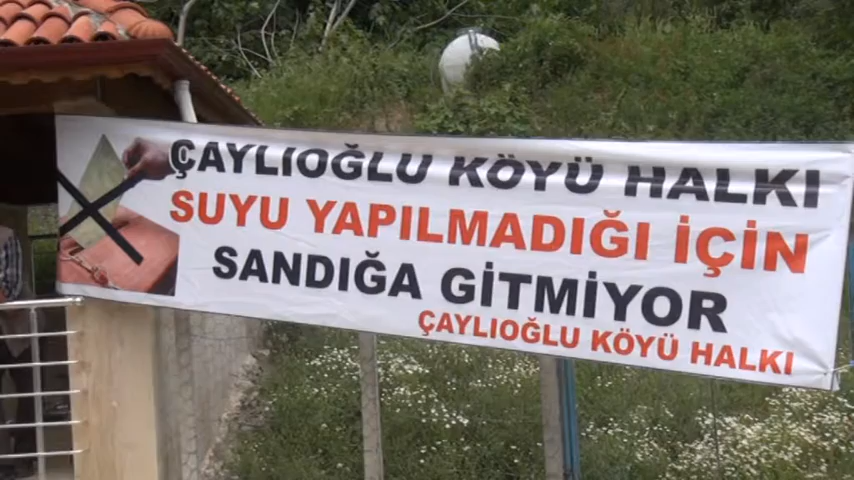 ÇAYLIOĞLU KÖYÜ HALKI
SUYU YAPILMADIĞI İÇİN
SANDIĞA GİTMİYOR
ÇAYLIOĞLU KÖYÜ HALKI